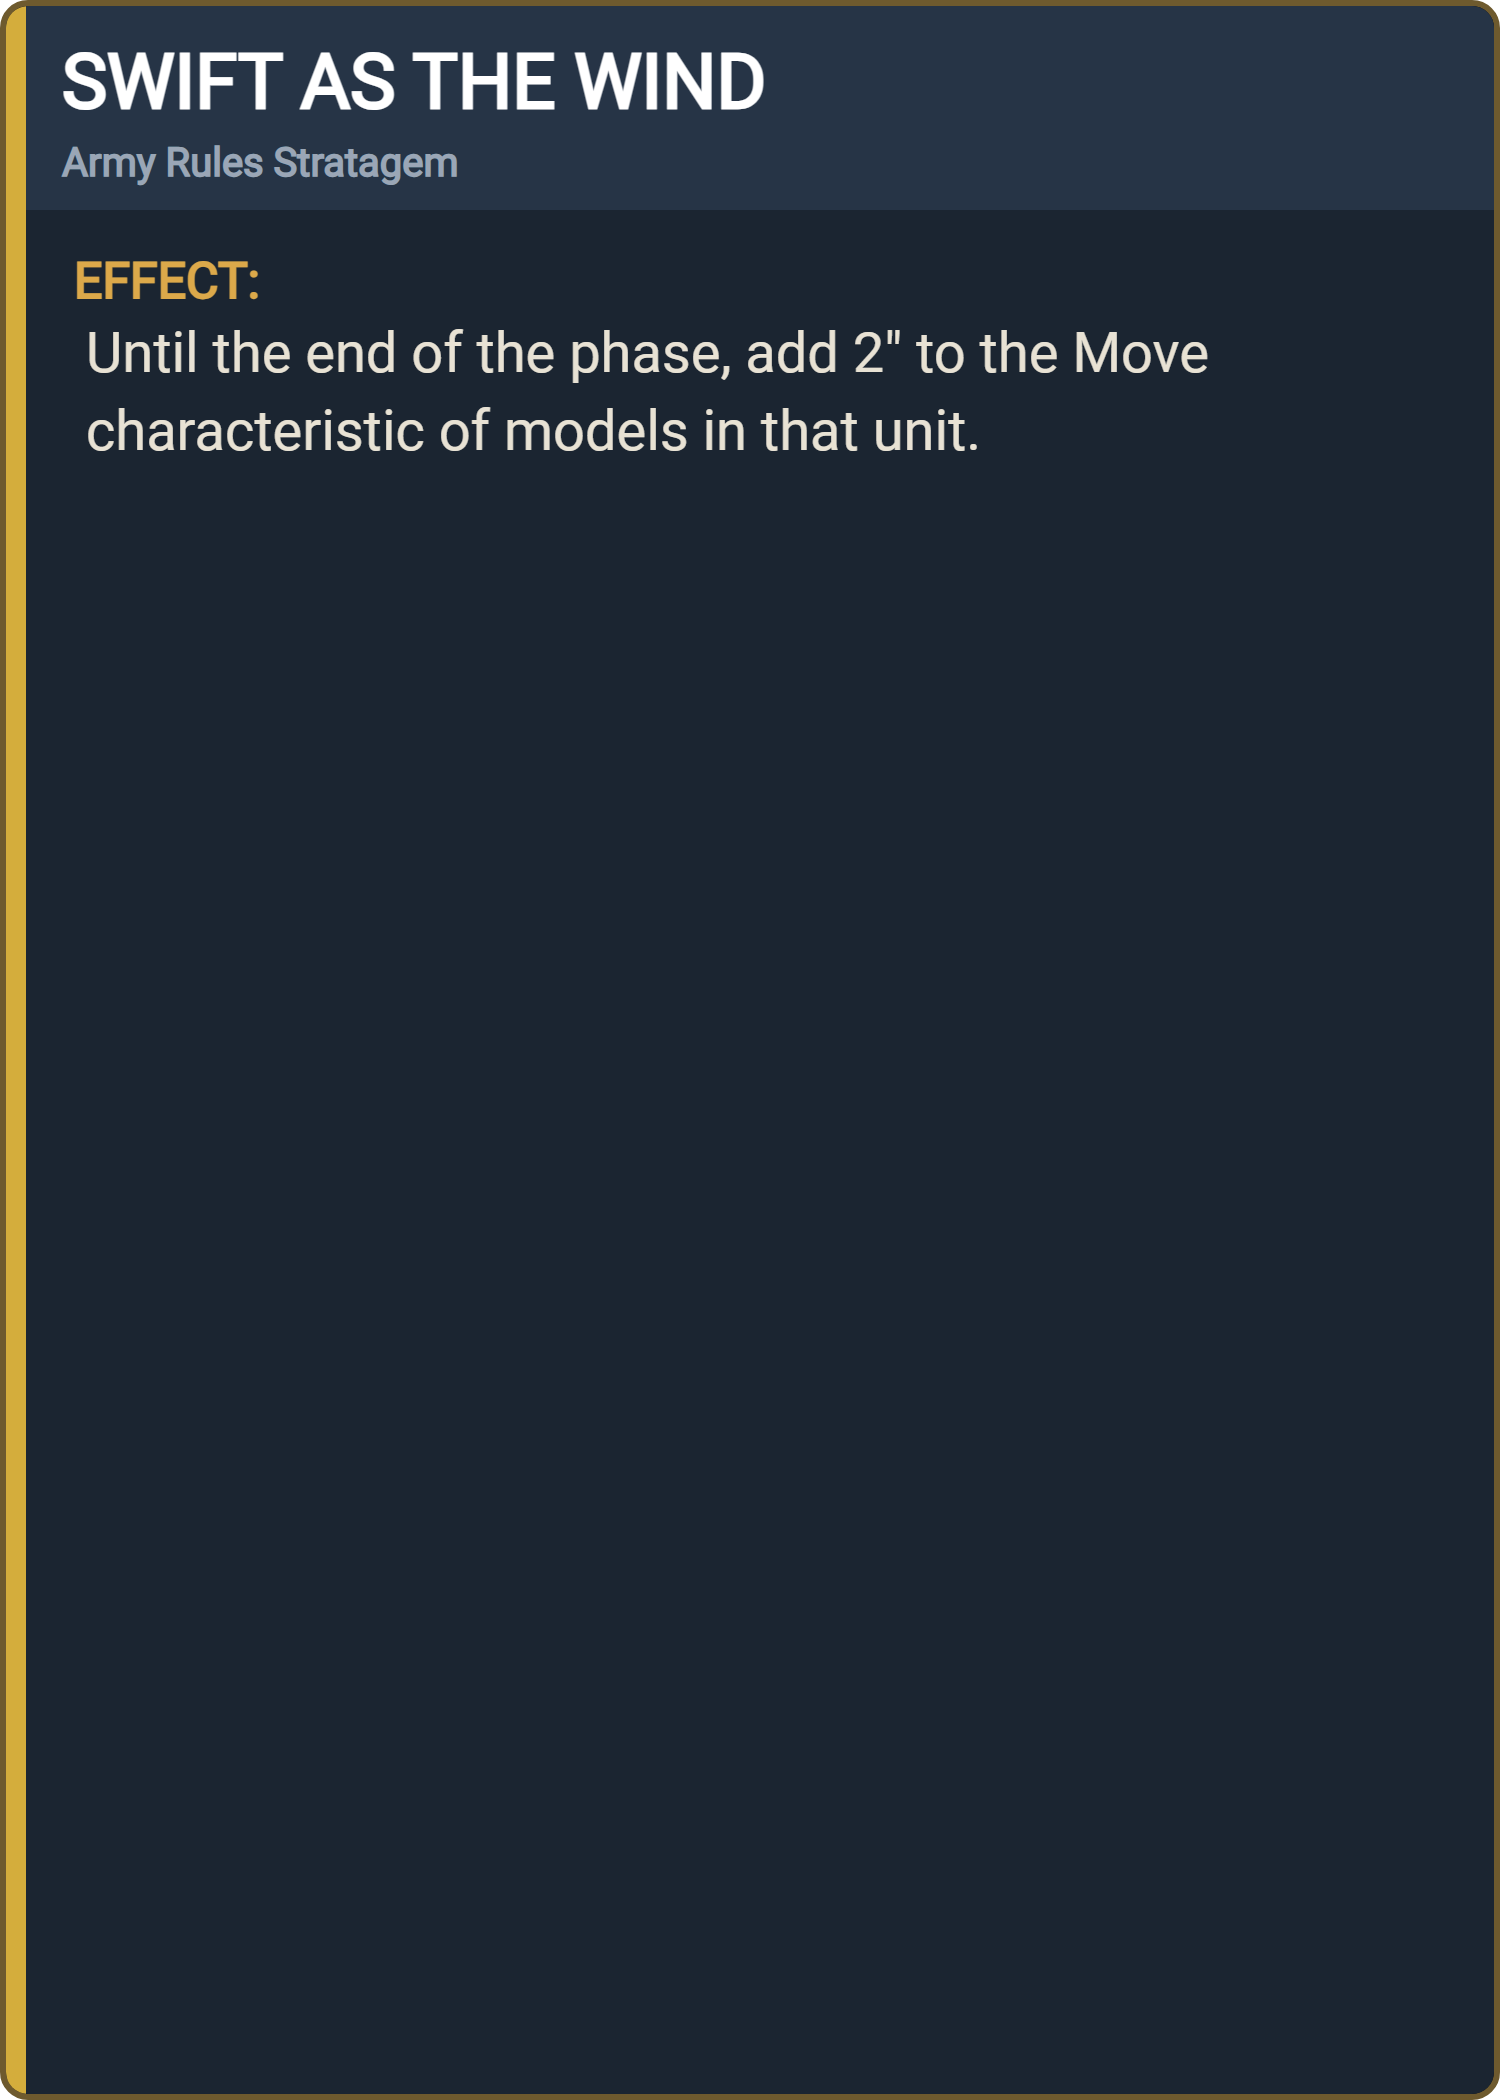 SWIFT AS THE WIND
Army Rules Stratagem
EFFECT:
Until the end of the phase, add 2" to the Move
characteristic of models in that unit.